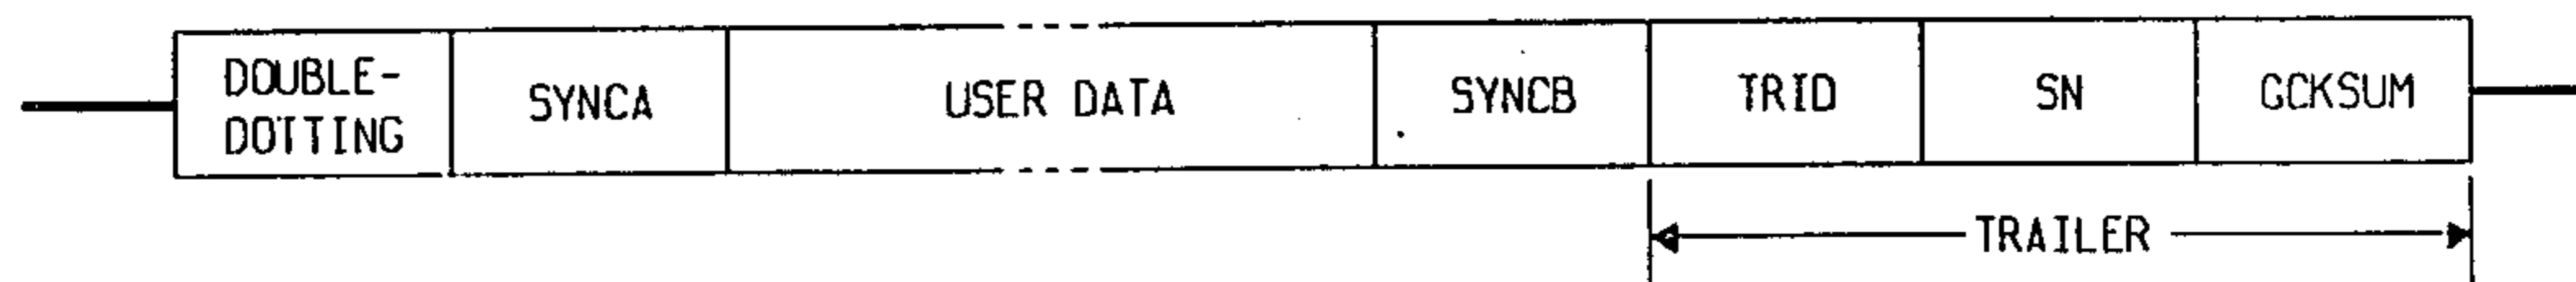 DOUBLE-
DOTTING
SYNCA
USER DATA
SYNCB
TRID
SN
GCKSUM
TRAILER